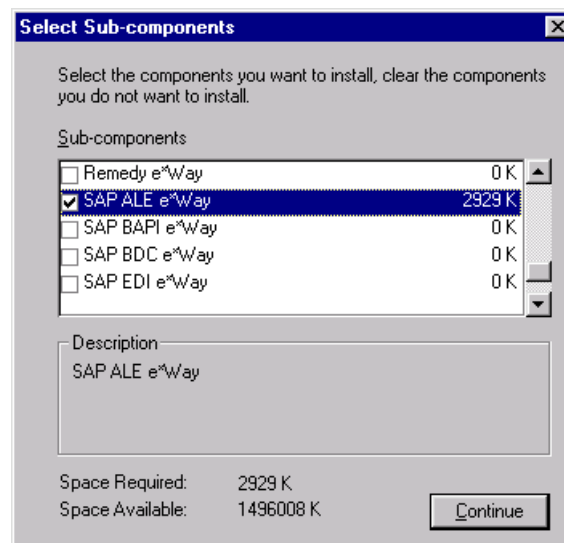 Select Sub-components
Select the components you want to install, clear the components
you do not want to install.
Sub-components
Remedy e*Way 0 K
SAP ALE e*Way 2929 K
SAP BAPI e*Way 0 K
SAP BDC e*Way 0 K
SAP EDI e*Way 0 K
Description
SAP ALE e*Way
Space Required: 2929 K
Space Available: 1496008 K
Continue